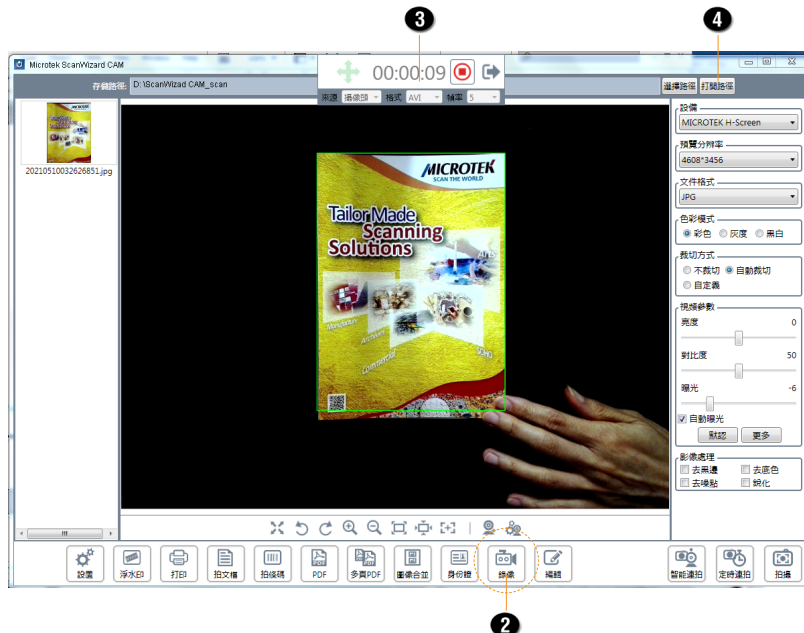 3
4
Microtek ScanWizard CAM
00:00:09
存儲路徑: D: \ScanWizad CAM_scan
選擇路徑 打開路徑
來源 攝像頭 格式 AVI 幀率 5
20210510032626851.jpg
MICROTEK
SCAN THE WORLD
Tailor Made
Scanning
Solutions
Arts
Manufacture
Archives
Commercial
SOHO
設備
MICROTEK H-Screen
預覽分辨率
4608*3456
文件格式
JPG
色彩模式
彩色 灰度 黑白
裁切方式
不裁切 自動裁切
自定義
視頻參數
亮度 0
對比度 50
曝光 -6
自動曝光
默認 更多
影像處理
去黑邊 去底色
去噪點 銳化
設置 浮水印 打印 拍文檔 拍條碼 PDF 多頁PDF 圖像合並 身份證 錄像 編輯 智能連拍 定時連拍 拍攝
2